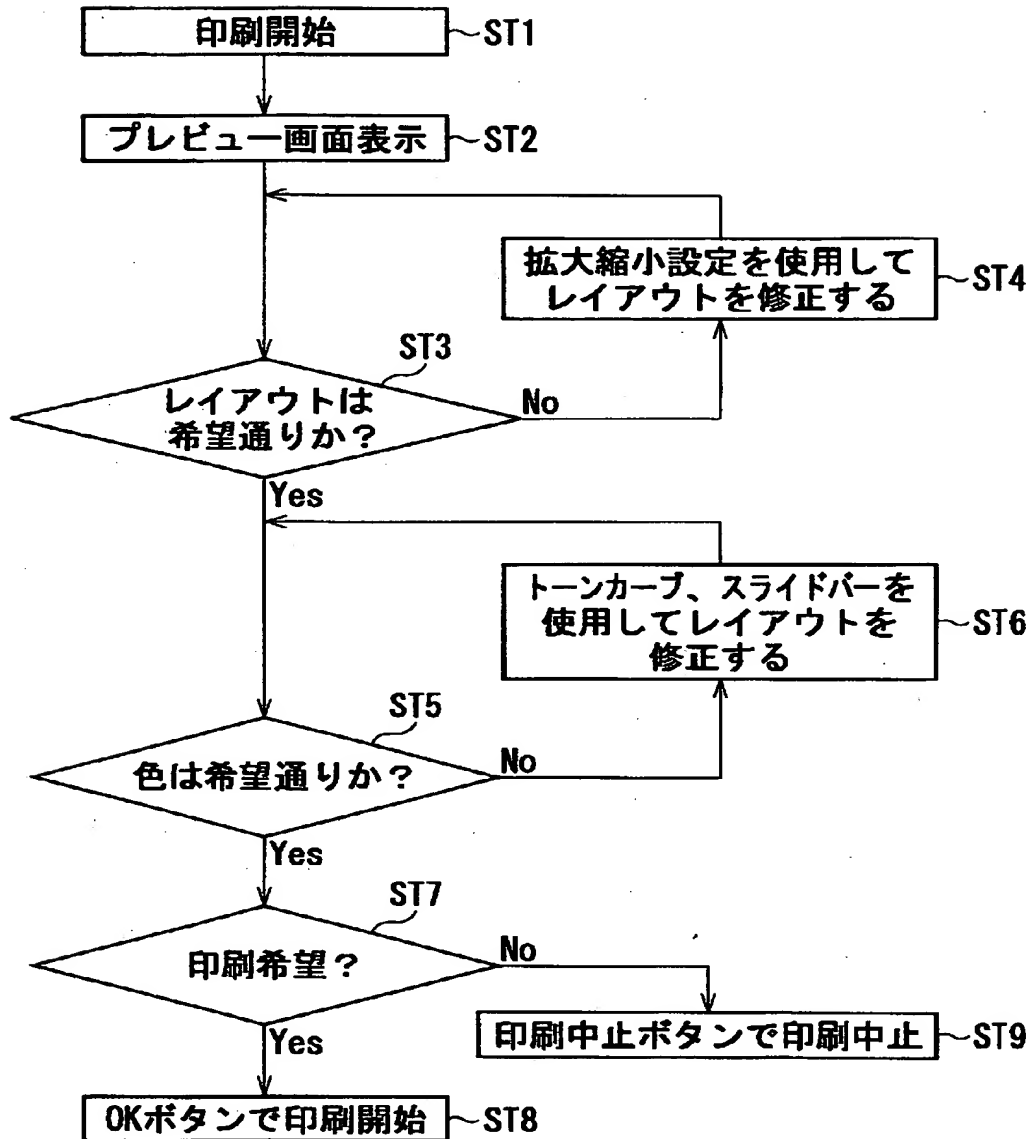 印刷開始 ST1
プレビュー画面表示 ST2
拡大縮小設定を使用して
レイアウトを修正する ST4
ST3
レイアウトは
希望通りか？
No
Yes
トーンカーブ、スライドバーを
使用してレイアウトを
修正する
ST6
ST5
色は希望通りか？
No
Yes
ST7
印刷希望？
No
Yes
印刷中止ボタンで印刷中止 ST9
OKボタンで印刷開始 ST8